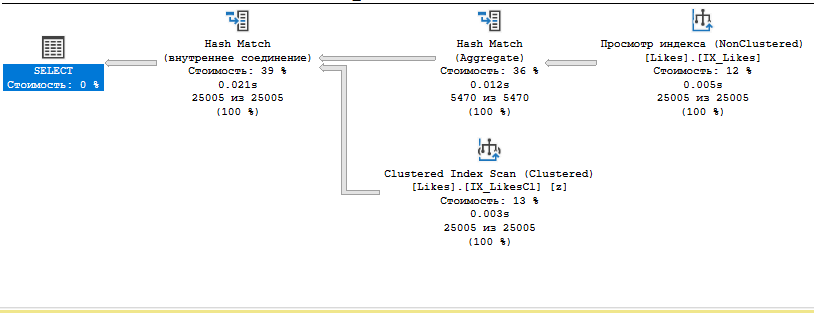 Hash Match
(внутреннее соединение)
Стоимость: 39 %
0.021s
25005 из 25005
(100 %)
Hash Match
(Aggregate)
Стоимость: 36 %
0.012s
5470 из 5470
(100 %)
Просмотр индекса (NonClustered)
[Likes].[IX_Likes]
Стоимость: 12 %
0.005s
25005 из 25005
(100 %)
SELECT
Стоимость: 0 %
Clustered Index Scan (Clustered)
[Likes].[IX_LikesCl] [z]
Стоимость: 13 %
0.003s
25005 из 25005
(100 %)